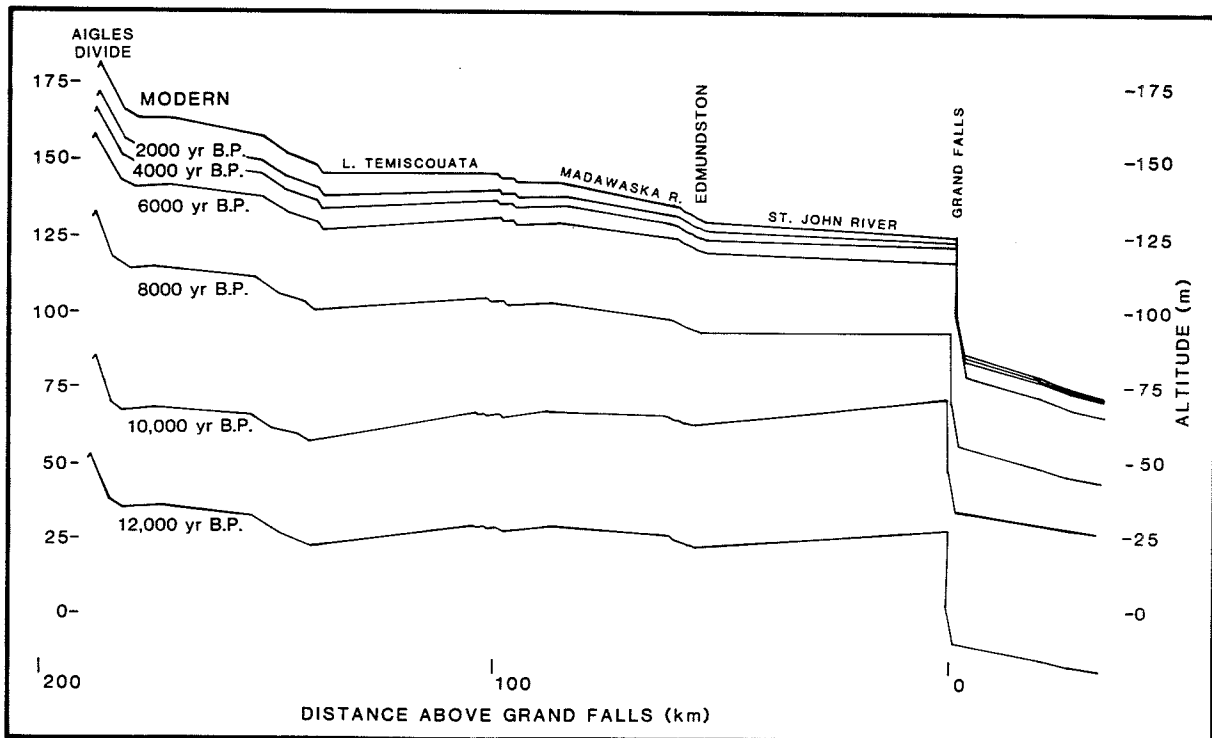 AIGLES
DIVIDE
175-
150-
125-
100-
75-
50-
25-
0-
MODERN
2000 yr B.P.
4000 yr B.P.
6000 yr B.P.
8000 yr B.P.
10,000 yr B.P.
12,000 yr B.P.
L. TEMISCOUATA
MADAWASKA R.
EDMUNDSTON
ST. JOHN RIVER
GRAND FALLS
-175
-150
-125
-100
-75
-50
-25
-0
ALTITUDE (m)
200
100
0
DISTANCE ABOVE GRAND FALLS (km)